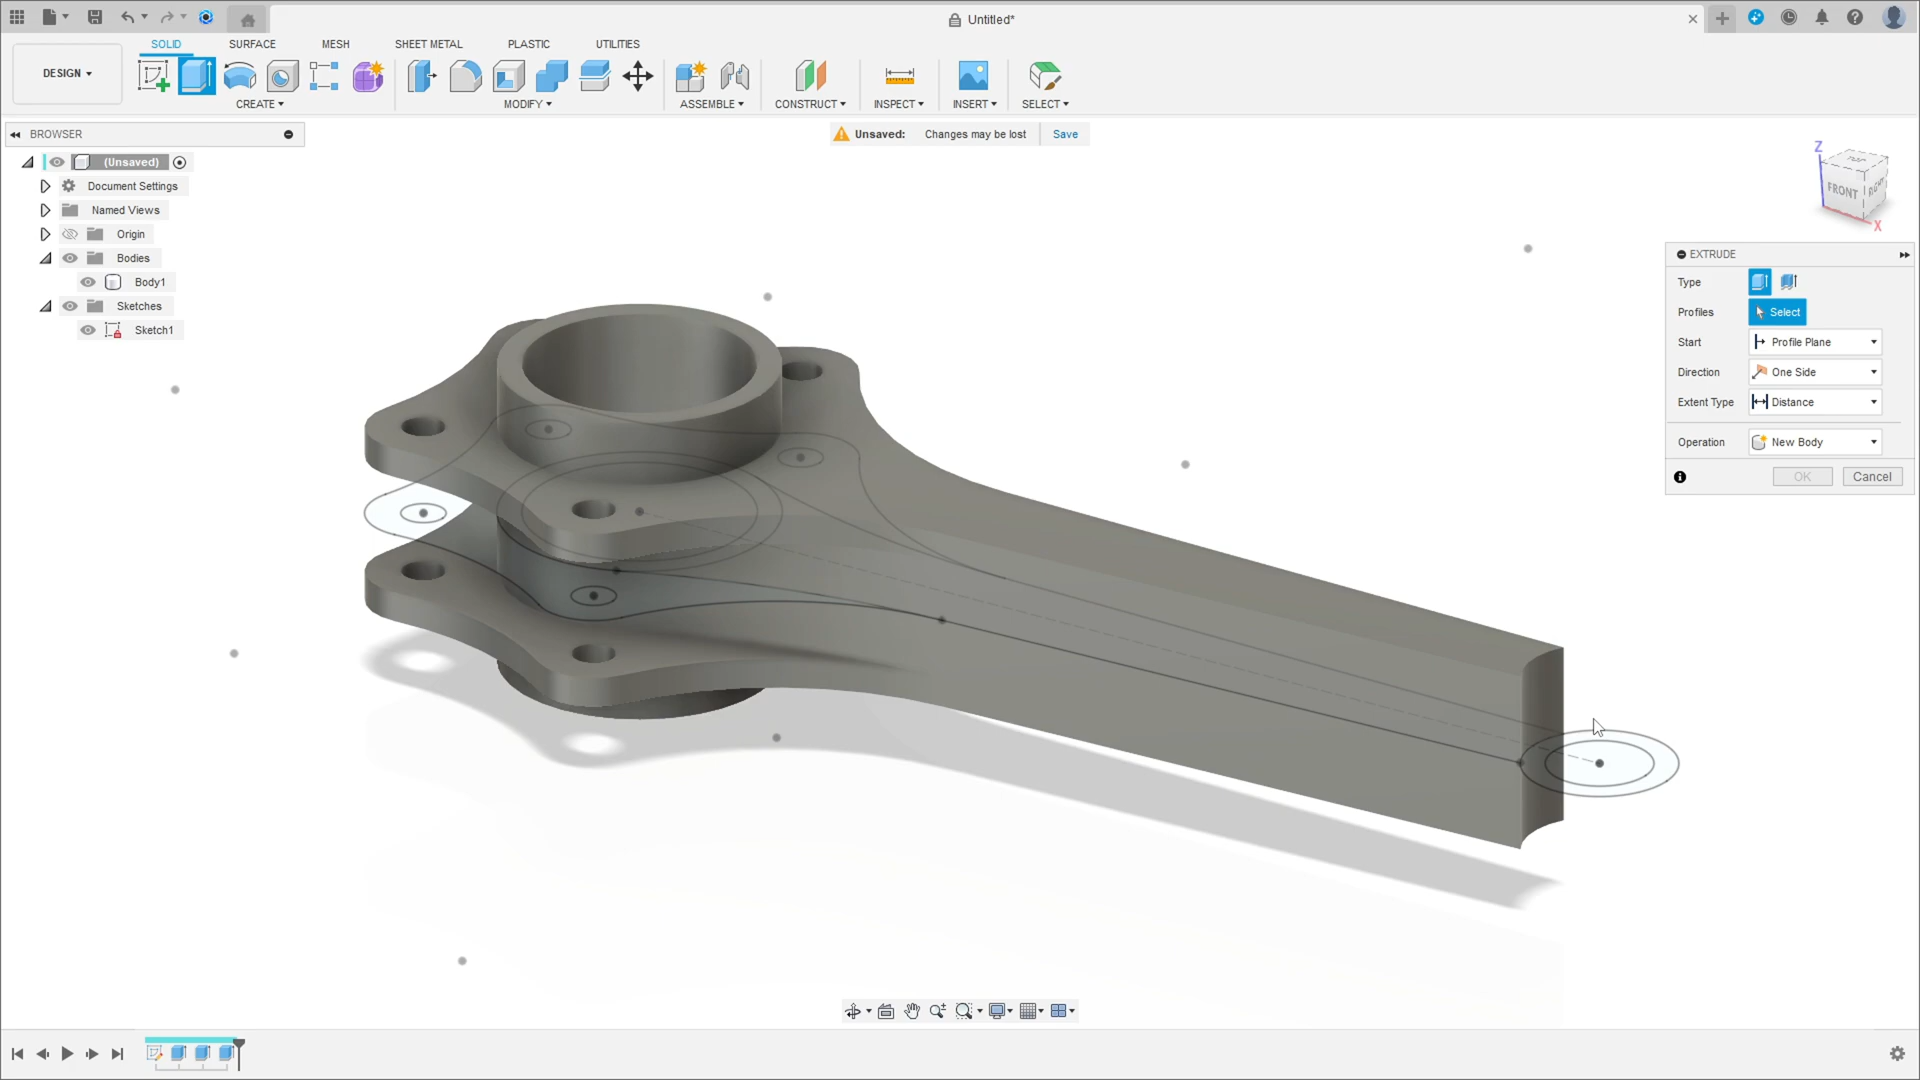 Untitled*
SOLID SURFACE MESH SHEET METAL PLASTIC UTILITIES
DESIGN
CREATE MODIFY ASSEMBLE CONSTRUCT INSPECT INSERT SELECT
BROWSER
Unsaved: Changes may be lost Save
(Unsaved)
Document Settings
Named Views
Origin
Bodies
Body1
Sketches
Sketch1
Z
TOP
FRONT
RIGHT
X
EXTRUDE
Type
Profiles Select
Start Profile Plane
Direction One Side
Extent Type Distance
Operation New Body
OK Cancel